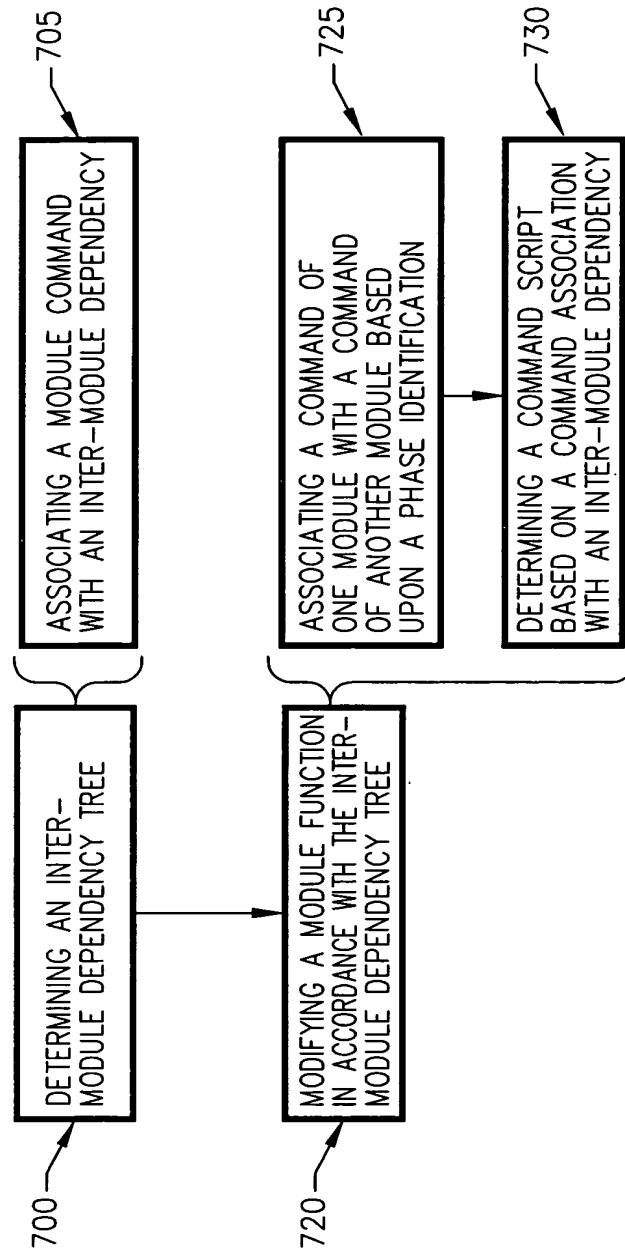 700
DETERMINING AN INTER-
MODULE DEPENDENCY TREE
ASSOCIATING A MODULE COMMAND
WITH AN INTER-MODULE DEPENDENCY
705
720
MODIFYING A MODULE FUNCTION
IN ACCORDANCE WITH THE INTER-
MODULE DEPENDENCY TREE
ASSOCIATING A COMMAND OF
ONE MODULE WITH A COMMAND
OF ANOTHER MODULE BASED
UPON A PHASE IDENTIFICATION
725
DETERMINING A COMMAND SCRIPT
BASED ON A COMMAND ASSOCIATION
WITH AN INTER-MODULE DEPENDENCY
730